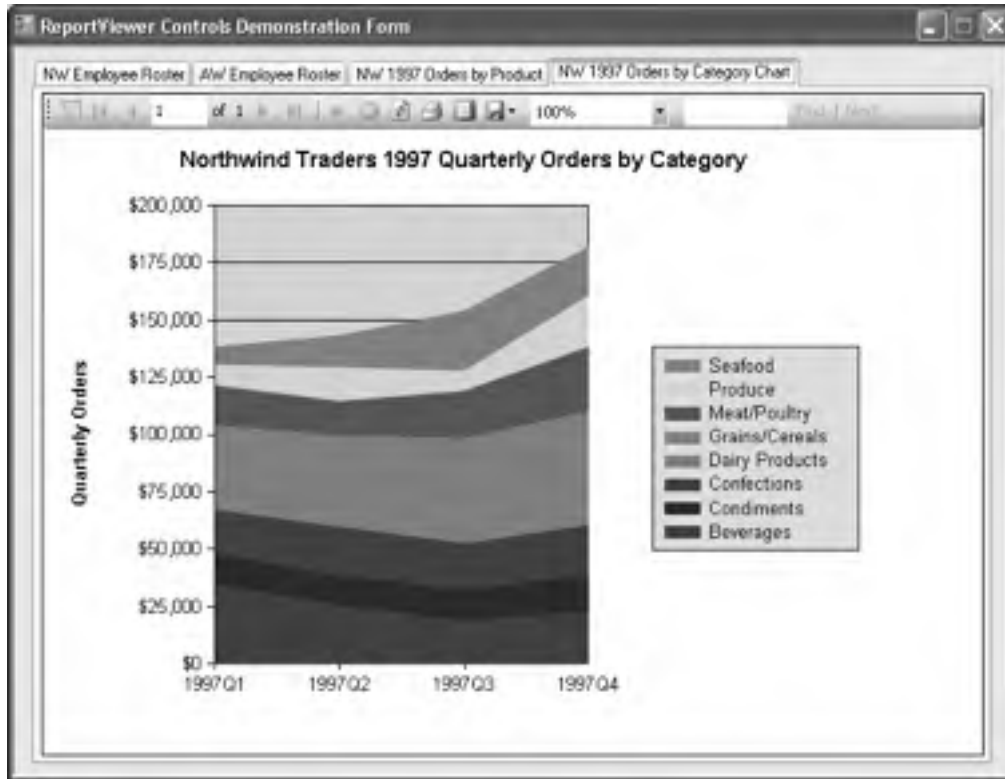 ReportViewer Controls Demonstration Form
NW Employee Roster
AW Employee Roster
NW 1997 Orders by Product
NW 1997 Orders by Category Chart
1
of 1
100%
Find | Next
Northwind Traders 1997 Quarterly Orders by Category
Quarterly Orders
$200,000
$175,000
$150,000
$125,000
$100,000
$75,000
$50,000
$25,000
$0
1997Q1
1997Q2
1997Q3
1997Q4
Seafood
Produce
Meat/Poultry
Grains/Cereals
Dairy Products
Confections
Condiments
Beverages